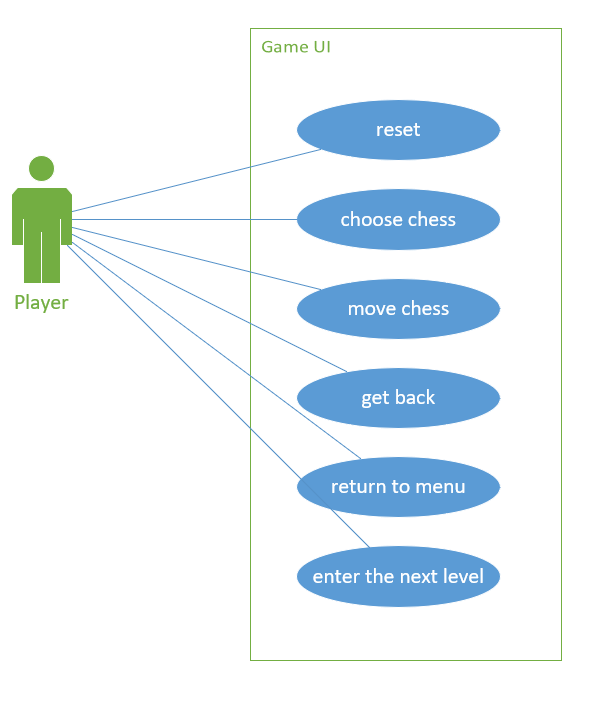 Game UI
reset
choose chess
move chess
get back
return to menu
enter the next level
Player